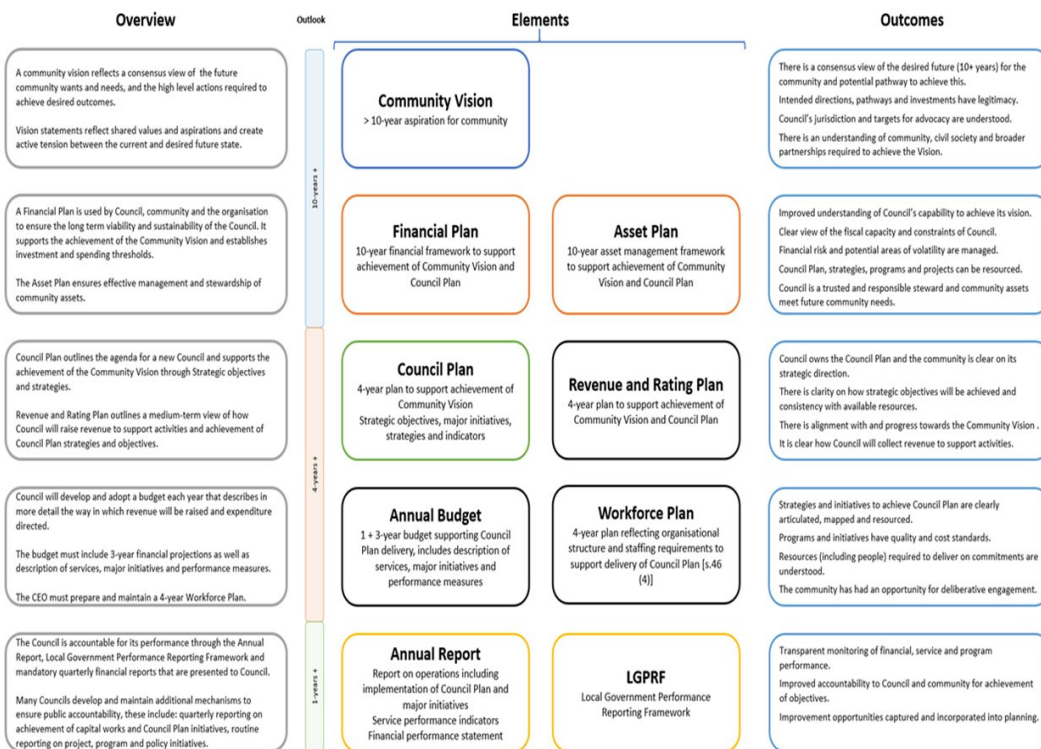 Overview
Outlook
Elements
Outcomes
A community vision reflects a consensus view of the future
community wants and needs, and the high level actions required to
achieve desired outcomes.
Vision statements reflect shared values and aspirations and create
active tension between the current and desired future state.
10-years +
Community Vision
> 10-year aspiration for community
There is a consensus view of the desired future (10+ years) for the
community and potential pathway to achieve this.
Intended directions, pathways and investments have legitimacy.
Council's jurisdiction and targets for advocacy are understood.
There is an understanding of community, civil society and broader
partnerships required to achieve the Vision.
A Financial Plan is used by Council, community and the organisation
to ensure the long term viability and sustainability of the Council. It
supports the achievement of the Community Vision and establishes
investment and spending thresholds.
The Asset Plan ensures effective management and stewardship of
community assets.
Financial Plan
10-year financial framework to support
achievement of Community Vision and
Council Plan
Asset Plan
10-year asset management framework
to support achievement of Community
Vision and Council Plan
Improved understanding of Council's capability to achieve its vision.
Clear view of the fiscal capacity and constraints of Council.
Financial risk and potential areas of volatility are managed.
Council Plan, strategies, programs and projects can be resourced.
Council is a trusted and responsible steward and community assets
meet future community needs.
Council Plan outlines the agenda for a new Council and supports the
achievement of the Community Vision through Strategic objectives
and strategies.
Revenue and Rating Plan outlines a medium-term view of how
Council will raise revenue to support activities and achievement of
Council Plan strategies and objectives.
4-years +
Council Plan
4-year plan to support achievement of
Community Vision
Strategic objectives, major initiatives,
strategies and indicators
Revenue and Rating Plan
4-year plan to support achievement of
Community Vision and Council Plan
Council owns the Council Plan and the community is clear on its
strategic direction.
There is clarity on how strategic objectives will be achieved and
consistency with available resources.
There is alignment with and progress towards the Community Vision .
It is clear how Council will collect revenue to support activities.
Council will develop and adopt a budget each year that describes in
more detail the way in which revenue will be raised and expenditure
directed.
The budget must include 3-year financial projections as well as
description of services, major initiatives and performance measures.
The CEO must prepare and maintain a 4-year Workforce Plan.
Annual Budget
1 + 3-year budget supporting Council
Plan delivery, includes description of
services, major initiatives and
performance measures
Workforce Plan
4-year plan reflecting organisational
structure and staffing requirements to
support delivery of Council Plan [s.46
(4)]
Strategies and initiatives to achieve Council Plan are clearly
articulated, mapped and resourced.
Programs and initiatives have quality and cost standards.
Resources (including people) required to deliver on commitments are
understood.
The community has had an opportunity for deliberative engagement.
The Council is accountable for its performance through the Annual
Report, Local Government Performance Reporting Framework and
mandatory quarterly financial reports that are presented to Council.
Many Councils develop and maintain additional mechanisms to
ensure public accountability, these include: quarterly reporting on
achievement of capital works and Council Plan initiatives, routine
reporting on project, program and policy initiatives.
1-years +
Annual Report
Report on operations including
implementation of Council Plan and
major initiatives
Service performance indicators
Financial performance statement
LGPRF
Local Government Performance
Reporting Framework
Transparent monitoring of financial, service and program
performance.
Improved accountability to Council and community for achievement
of objectives.
Improvement opportunities captured and incorporated into planning.